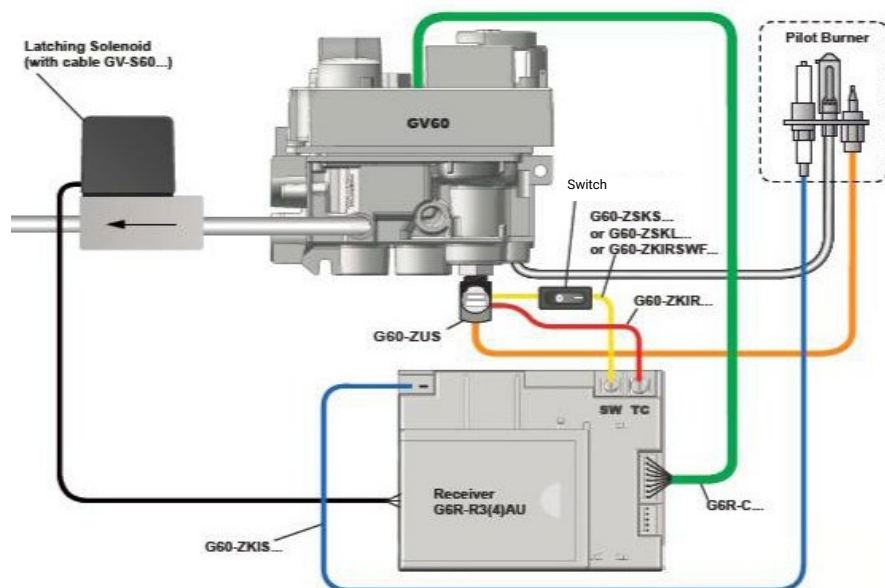 Latching Solenoid
(with cable GV-S60...)
Pilot Burner
GV60
Switch
G60-ZSKS...
or G60-ZSKL...
or G60-ZKIRSWF...
G60-ZKIR...
G60-ZUS
SW TC
Receiver
G6R-R3(4)AU
G6R-C...
G60-ZKIS...